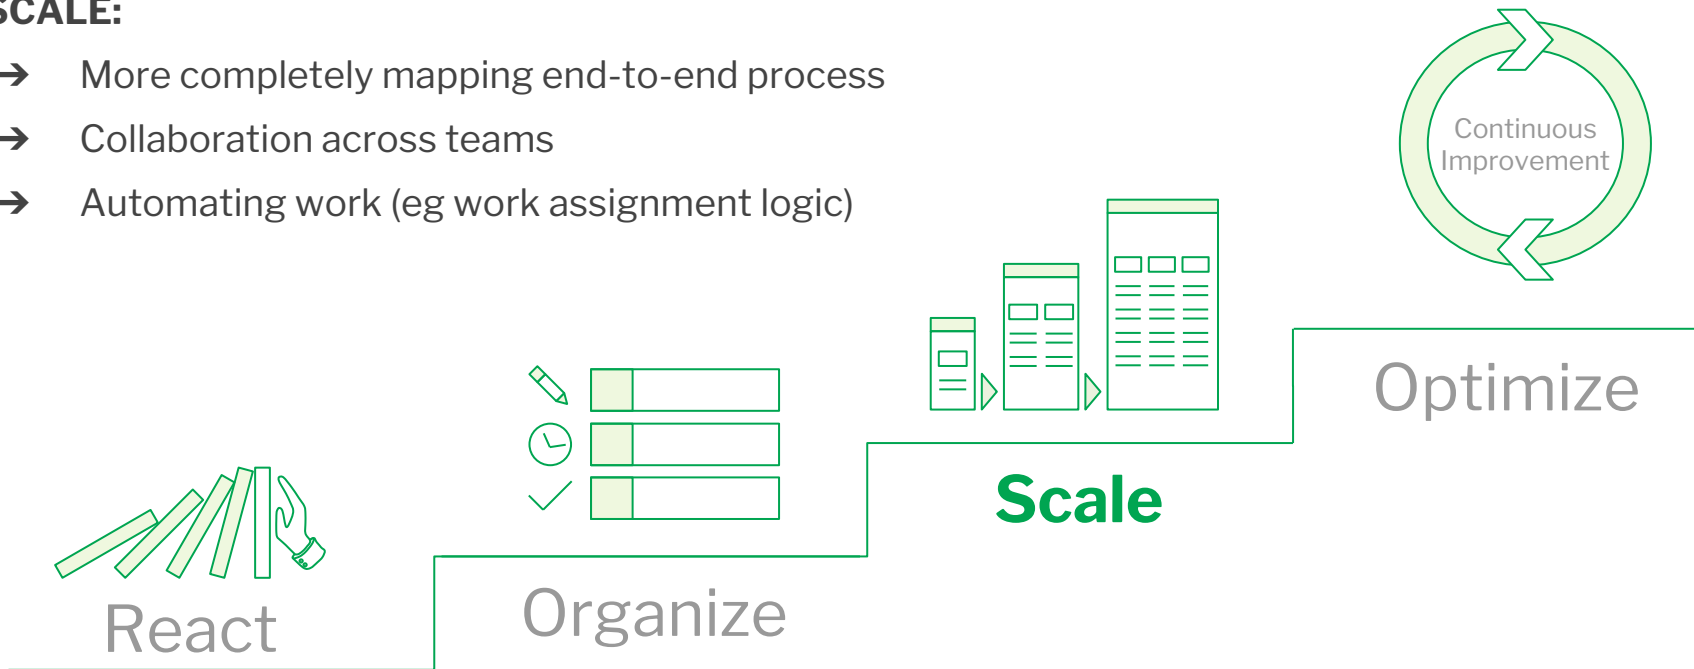 SCALE:
➔ More completely mapping end-to-end process
➔ Collaboration across teams
➔ Automating work (eg work assignment logic)
Continuous
Improvement
Optimize
Scale
Organize
React